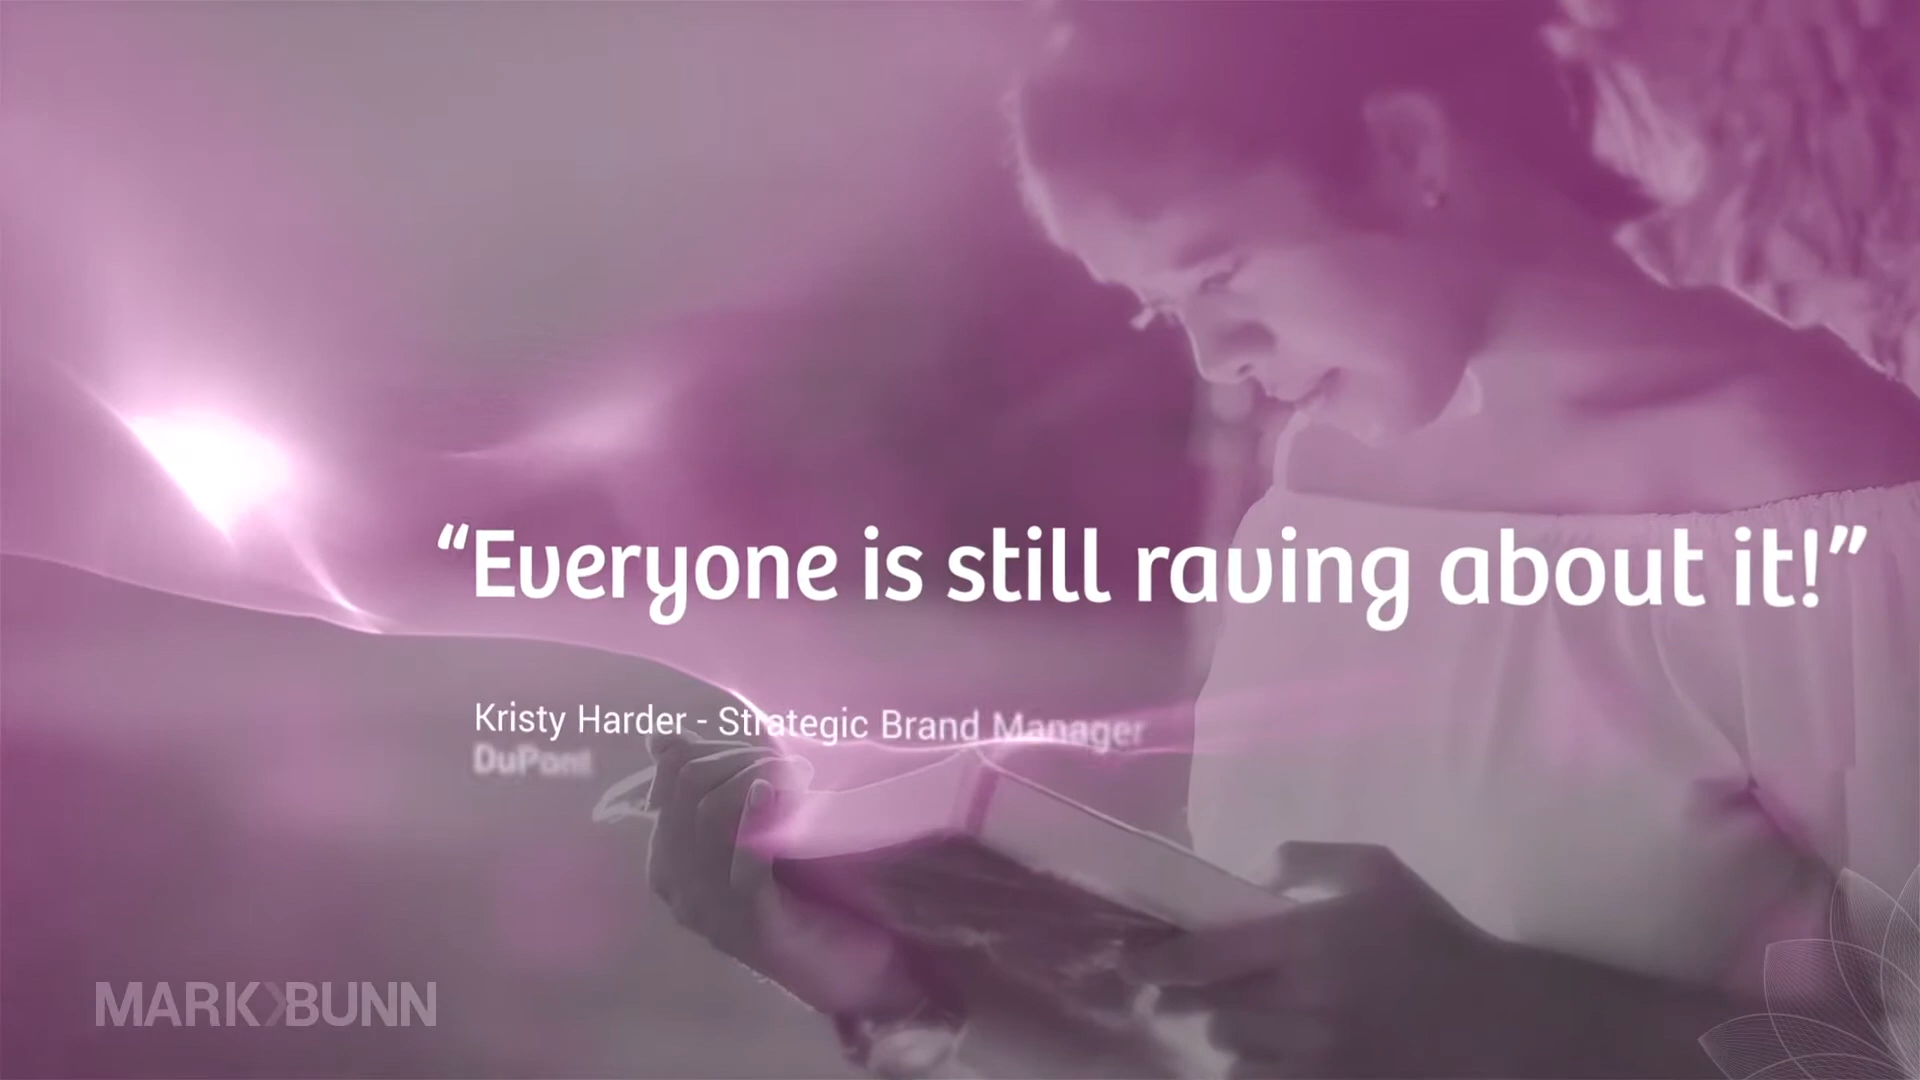 “Everyone is still raving about it!”
Kristy Harder - Strategic Brand Manager
DuPont
MARK BUNN